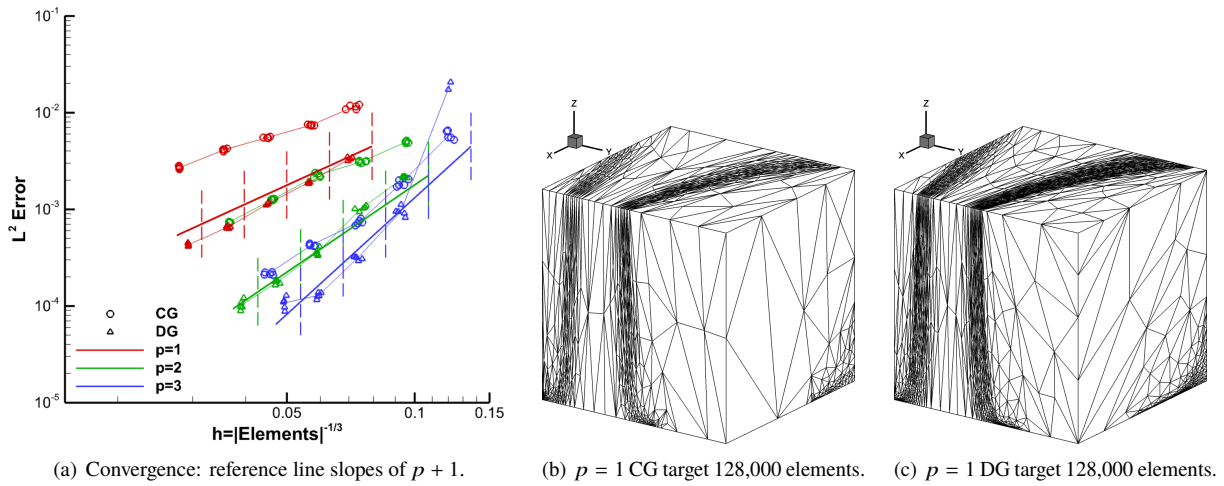 10⁻¹
10⁻²
10⁻³
10⁻⁴
10⁻⁵
L² Error
CG
DG
p=1
p=2
p=3
0.05
0.1
0.15
h=|Elements|⁻¹/³
Z
X
Y
Z
X
Y
(a) Convergence: reference line slopes of p + 1.
(b) p = 1 CG target 128,000 elements.
(c) p = 1 DG target 128,000 elements.